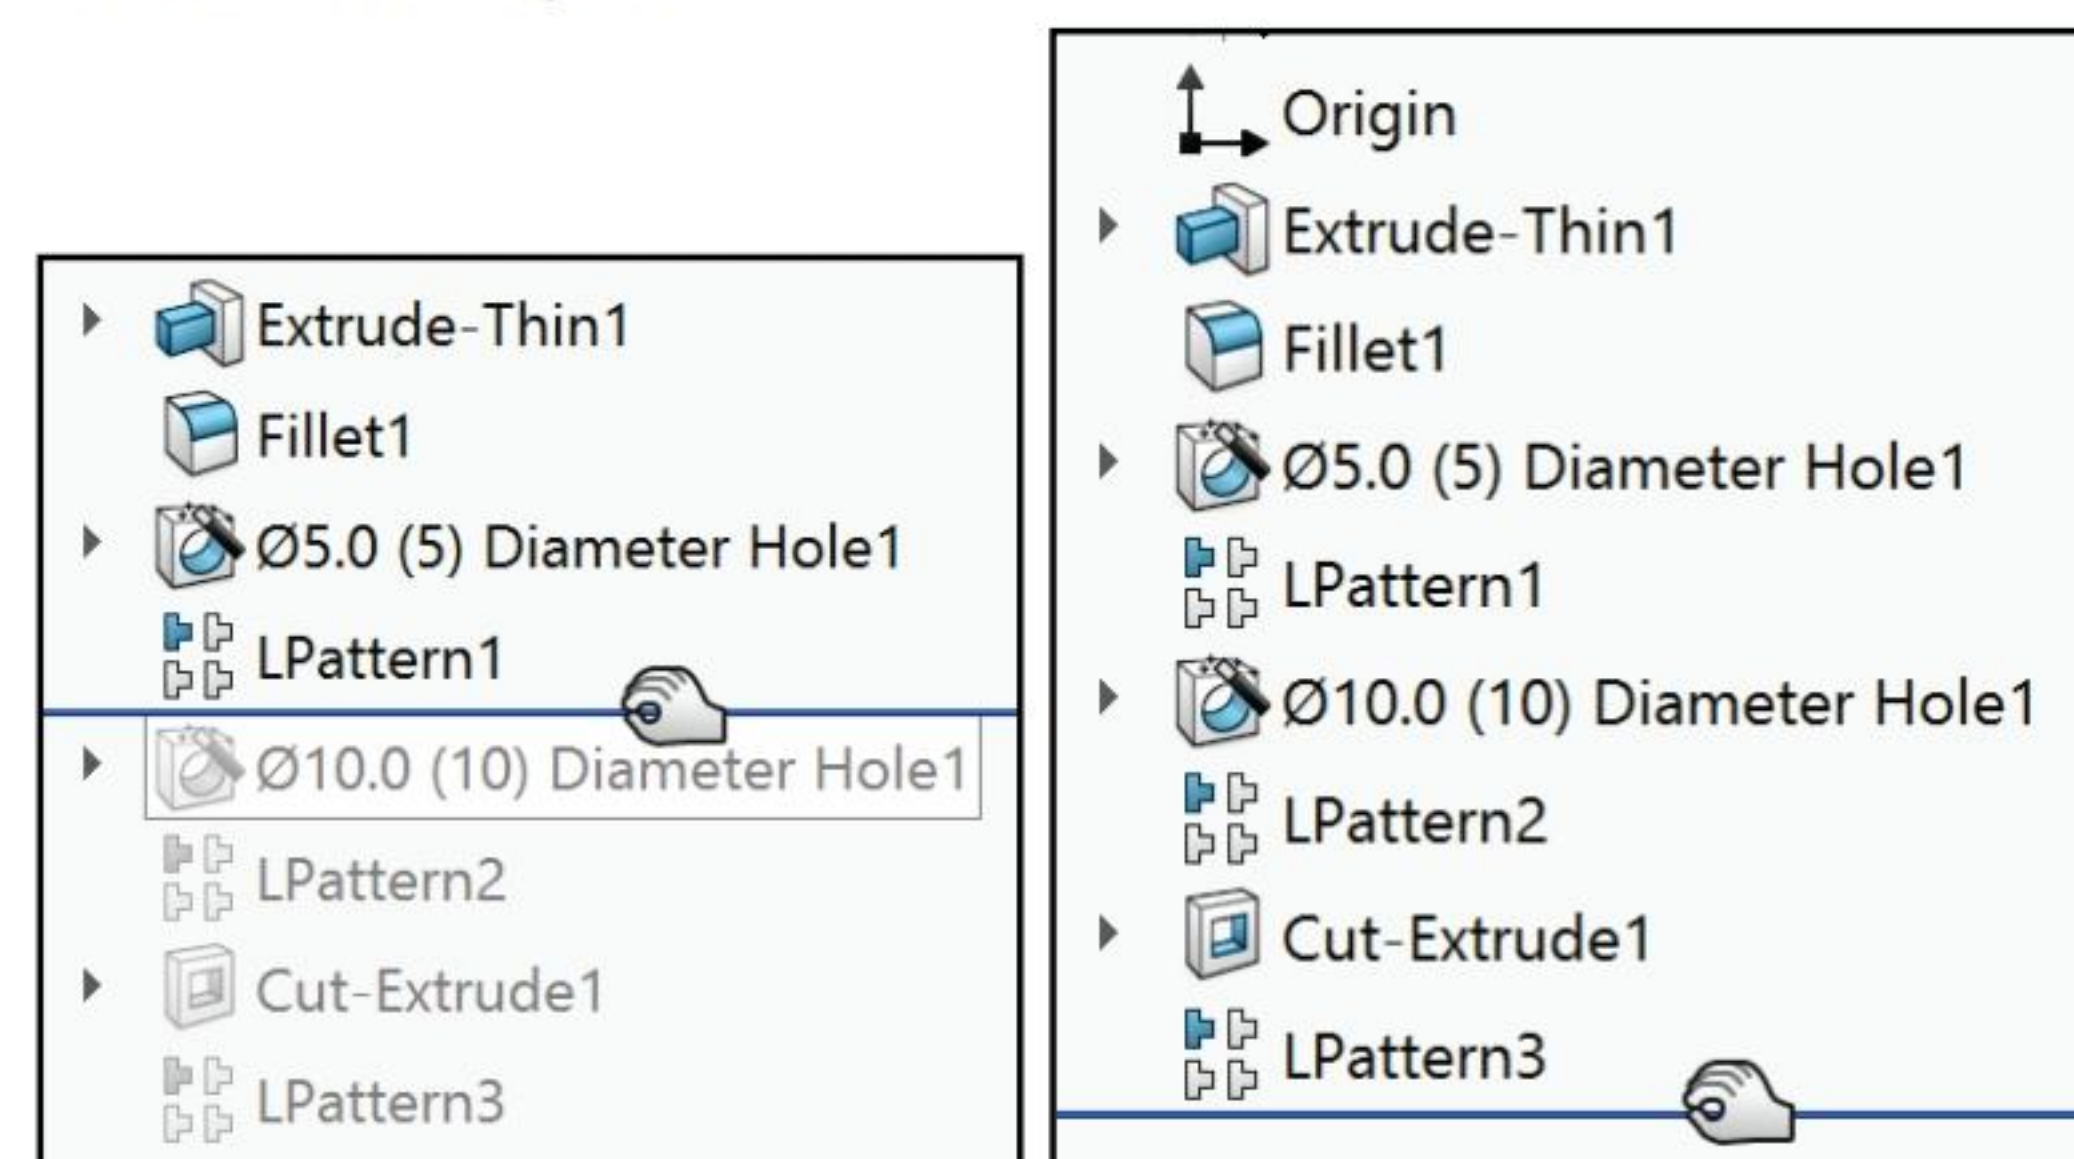 Extrude-Thin1
Fillet1
Ø5.0 (5) Diameter Hole1
LPattern1
Ø10.0 (10) Diameter Hole1
LPattern2
Cut-Extrude1
LPattern3
Origin
Extrude-Thin1
Fillet1
Ø5.0 (5) Diameter Hole1
LPattern1
Ø10.0 (10) Diameter Hole1
LPattern2
Cut-Extrude1
LPattern3